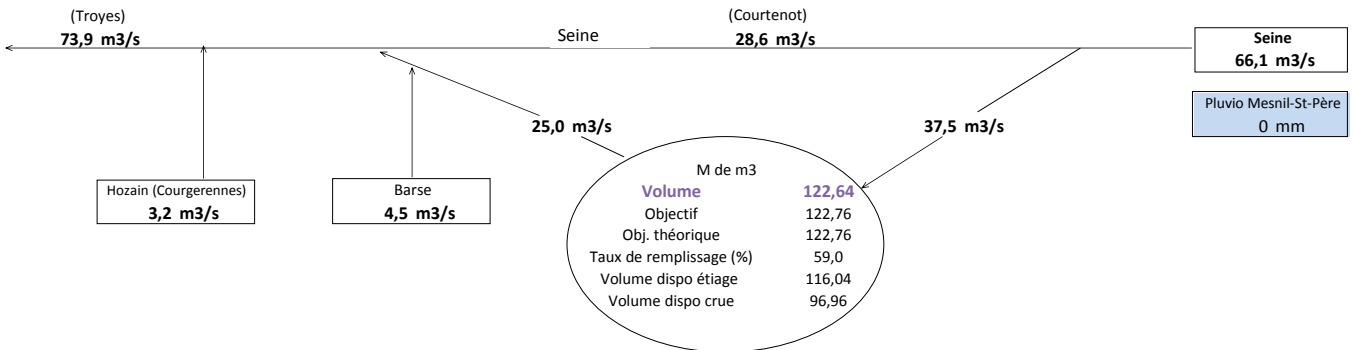 (Troyes)
73,9 m3/s
Seine
(Courtenot)
28,6 m3/s
Seine
66,1 m3/s
Pluvio Mesnil-St-Père
0 mm
25,0 m3/s
37,5 m3/s
Hozain (Courgerennes)
3,2 m3/s
Barse
4,5 m3/s
M de m3
Volume 122,64
Objectif 122,76
Obj. théorique 122,76
Taux de remplissage (%) 59,0
Volume dispo étiage 116,04
Volume dispo crue 96,96